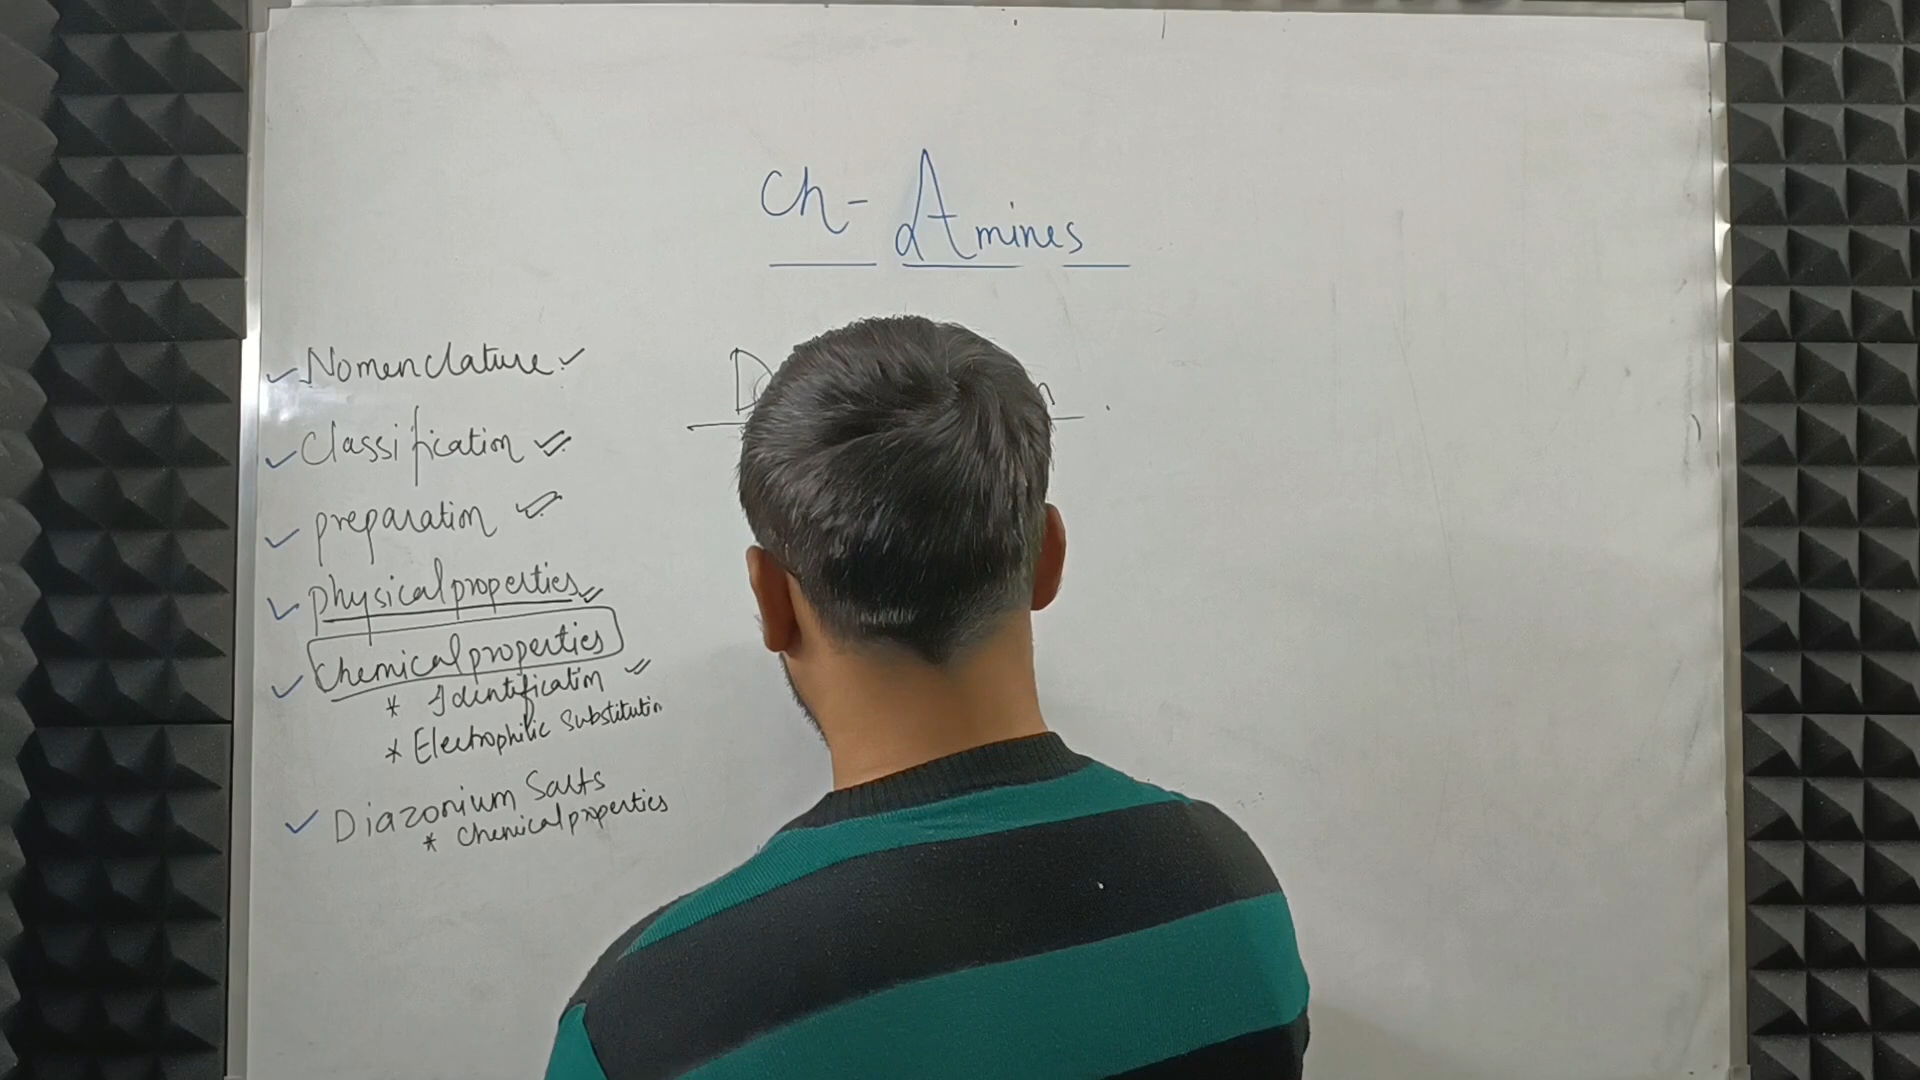 Ch - Amines
Nomenclature
Classification
preparation
physical properties
Chemical properties
* Identification
* Electrophilic Substitution
Diazonium Salts
* Chemical properties